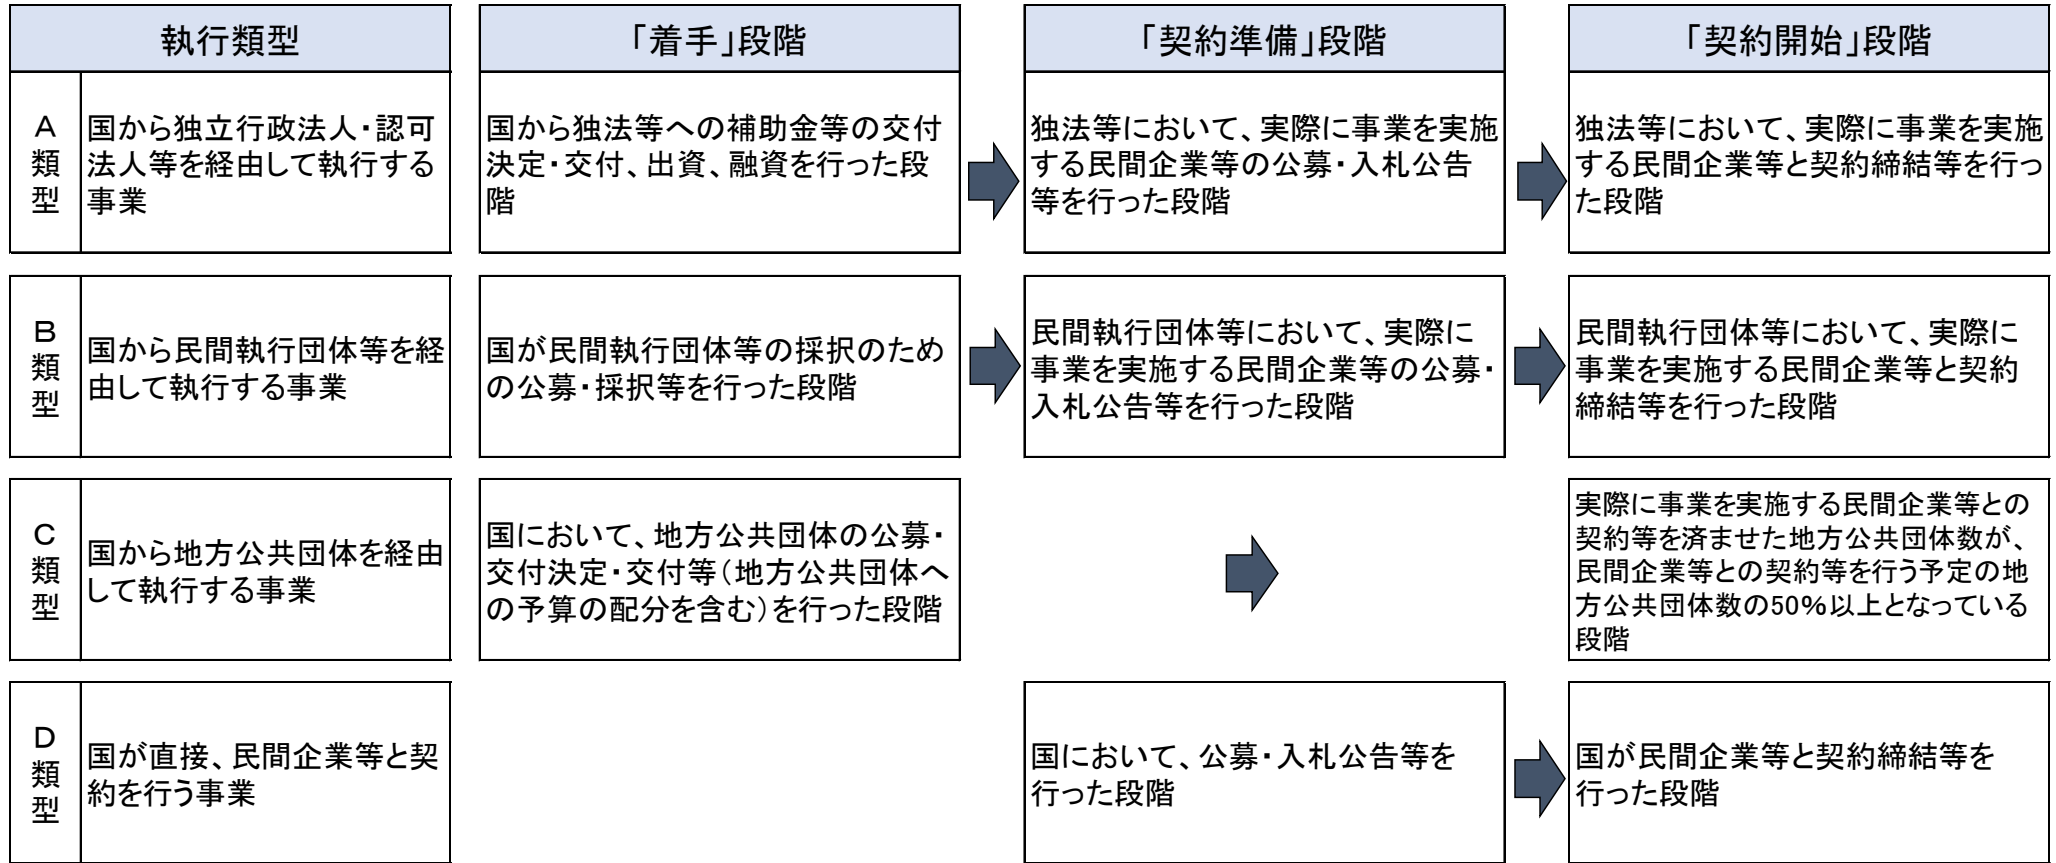 執行類型
「着手」段階
「契約準備」段階
「契約開始」段階
A
類
型
国から独立行政法人・認可
法人等を経由して執行する
事業
国から独法等への補助金等の交付
決定・交付、出資、融資を行った段
階
独法等において、実際に事業を実施
する民間企業等の公募・入札公告
等を行った段階
独法等において、実際に事業を実施
する民間企業等と契約締結等を行っ
た段階
B
類
型
国から民間執行団体等を経
由して執行する事業
国が民間執行団体等の採択のため
の公募・採択等を行った段階
民間執行団体等において、実際に
事業を実施する民間企業等の公募・
入札公告等を行った段階
民間執行団体等において、実際に
事業を実施する民間企業等と契約
締結等を行った段階
C
類
型
国から地方公共団体を経由
して執行する事業
国において、地方公共団体の公募・
交付決定・交付等（地方公共団体へ
の予算の配分を含む）を行った段階
実際に事業を実施する民間企業等との
契約等を済ませた地方公共団体数が、
民間企業等との契約等を行う予定の地
方公共団体数の50％以上となっている
段階
D
類
型
国が直接、民間企業等と契
約を行う事業
国において、公募・入札公告等を
行った段階
国が民間企業等と契約締結等を
行った段階